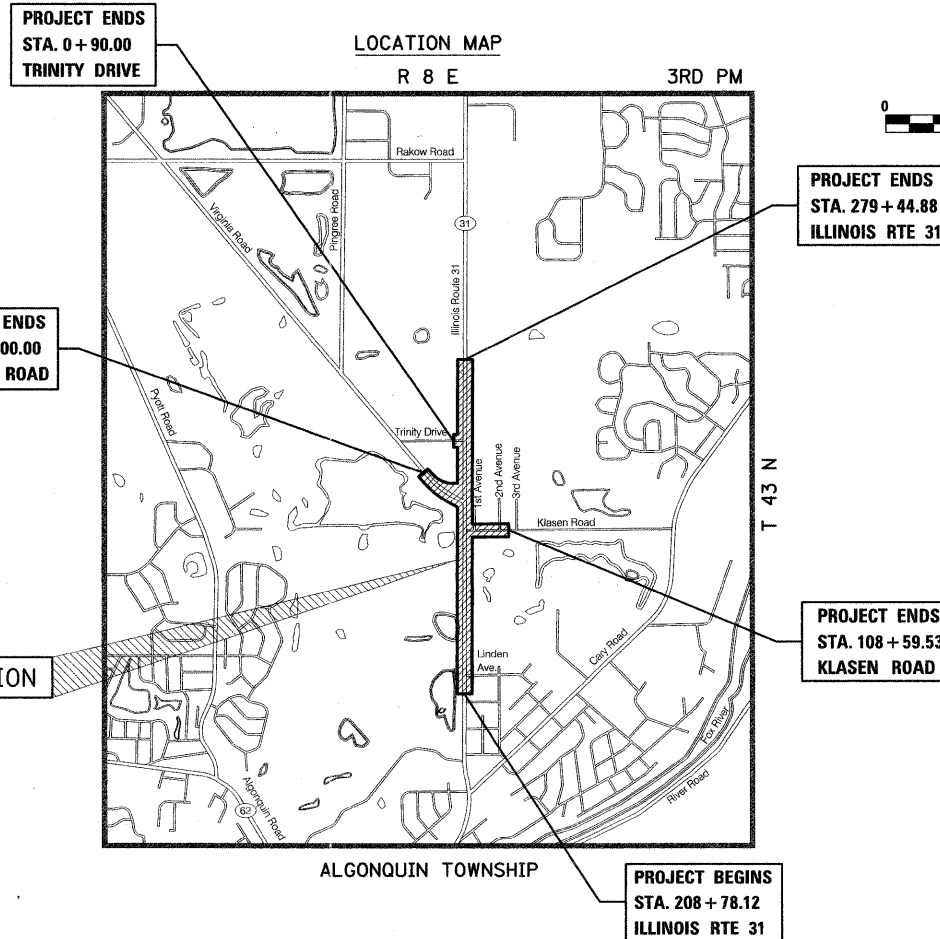 PROJECT ENDS
STA. 0+90.00
TRINITY DRIVE
LOCATION MAP
R 8 E
3RD PM
0
Rakow Road
PROJECT ENDS
STA. 279+44.88
ILLINOIS RTE 31
Virginia Road
Pingree Road
31
Illinois Route 31
ENDS
00.00
ROAD
Pyott Road
Trinity Drive
1st Avenue
2nd Avenue
3rd Avenue
T 43 N
Klasen Road
PROJECT ENDS
STA. 108+59.53
KLASEN ROAD
Linden
Ave.
Cary Road
ION
Fox River
River Road
Algonquin Road
62
ALGONQUIN TOWNSHIP
PROJECT BEGINS
STA. 208+78.12
ILLINOIS RTE 31